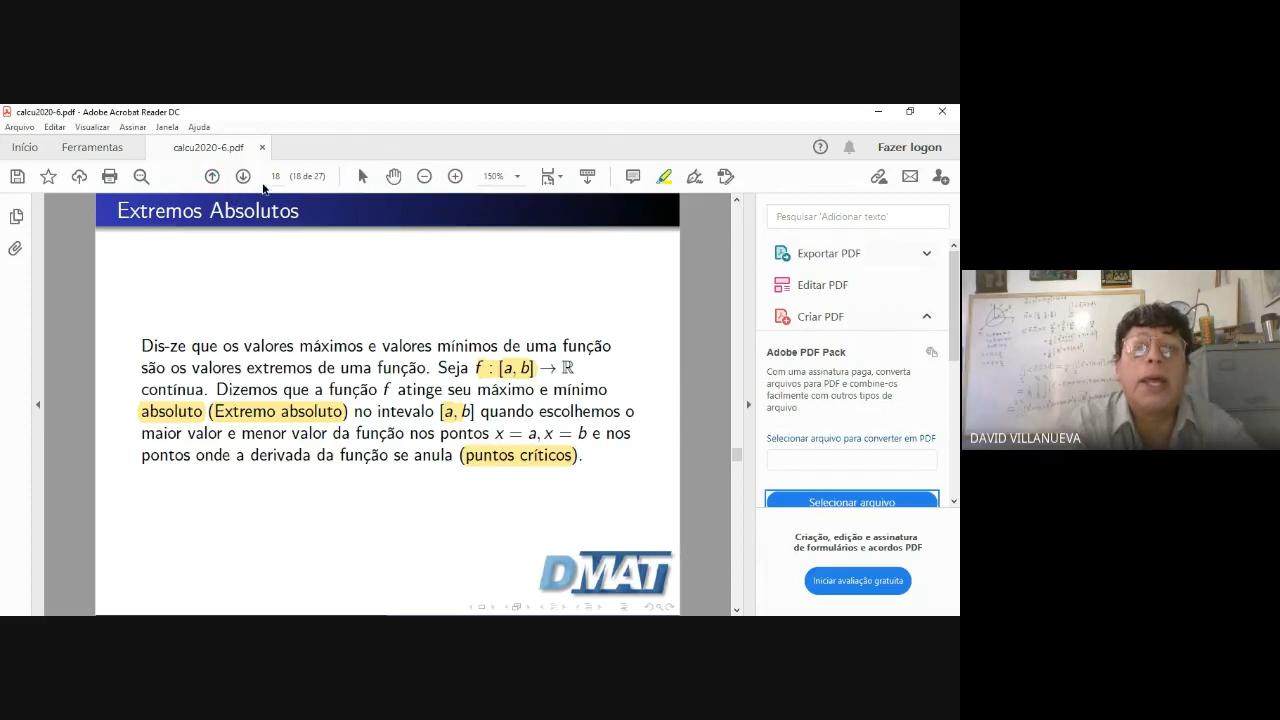 calcu2020-6.pdf - Adobe Acrobat Reader DC
Arquivo Editar Visualizar Assinar Janela Ajuda
Início Ferramentas calcu2020-6.pdf × Fazer logon
18 (18 de 27) 150%
Extremos Absolutos
Dis-ze que os valores máximos e valores mínimos de uma função
são os valores extremos de uma função. Seja f : [a, b] → ℝ
contínua. Dizemos que a função f atinge seu máximo e mínimo
absoluto (Extremo absoluto) no intevalo [a, b] quando escolhemos o
maior valor e menor valor da função nos pontos x = a, x = b e nos
pontos onde a derivada da função se anula (puntos críticos).
DMAT
Pesquisar 'Adicionar texto'
Exportar PDF
Editar PDF
Criar PDF
Adobe PDF Pack
Com uma assinatura paga, converta
arquivos para PDF e combine-os
facilmente com outros tipos de
arquivo
Selecionar arquivo para converter em PDF
Selecionar arquivo
Criação, edição e assinatura
de formulários e acordos PDF
Iniciar avaliação gratuita
DAVID VILLANUEVA